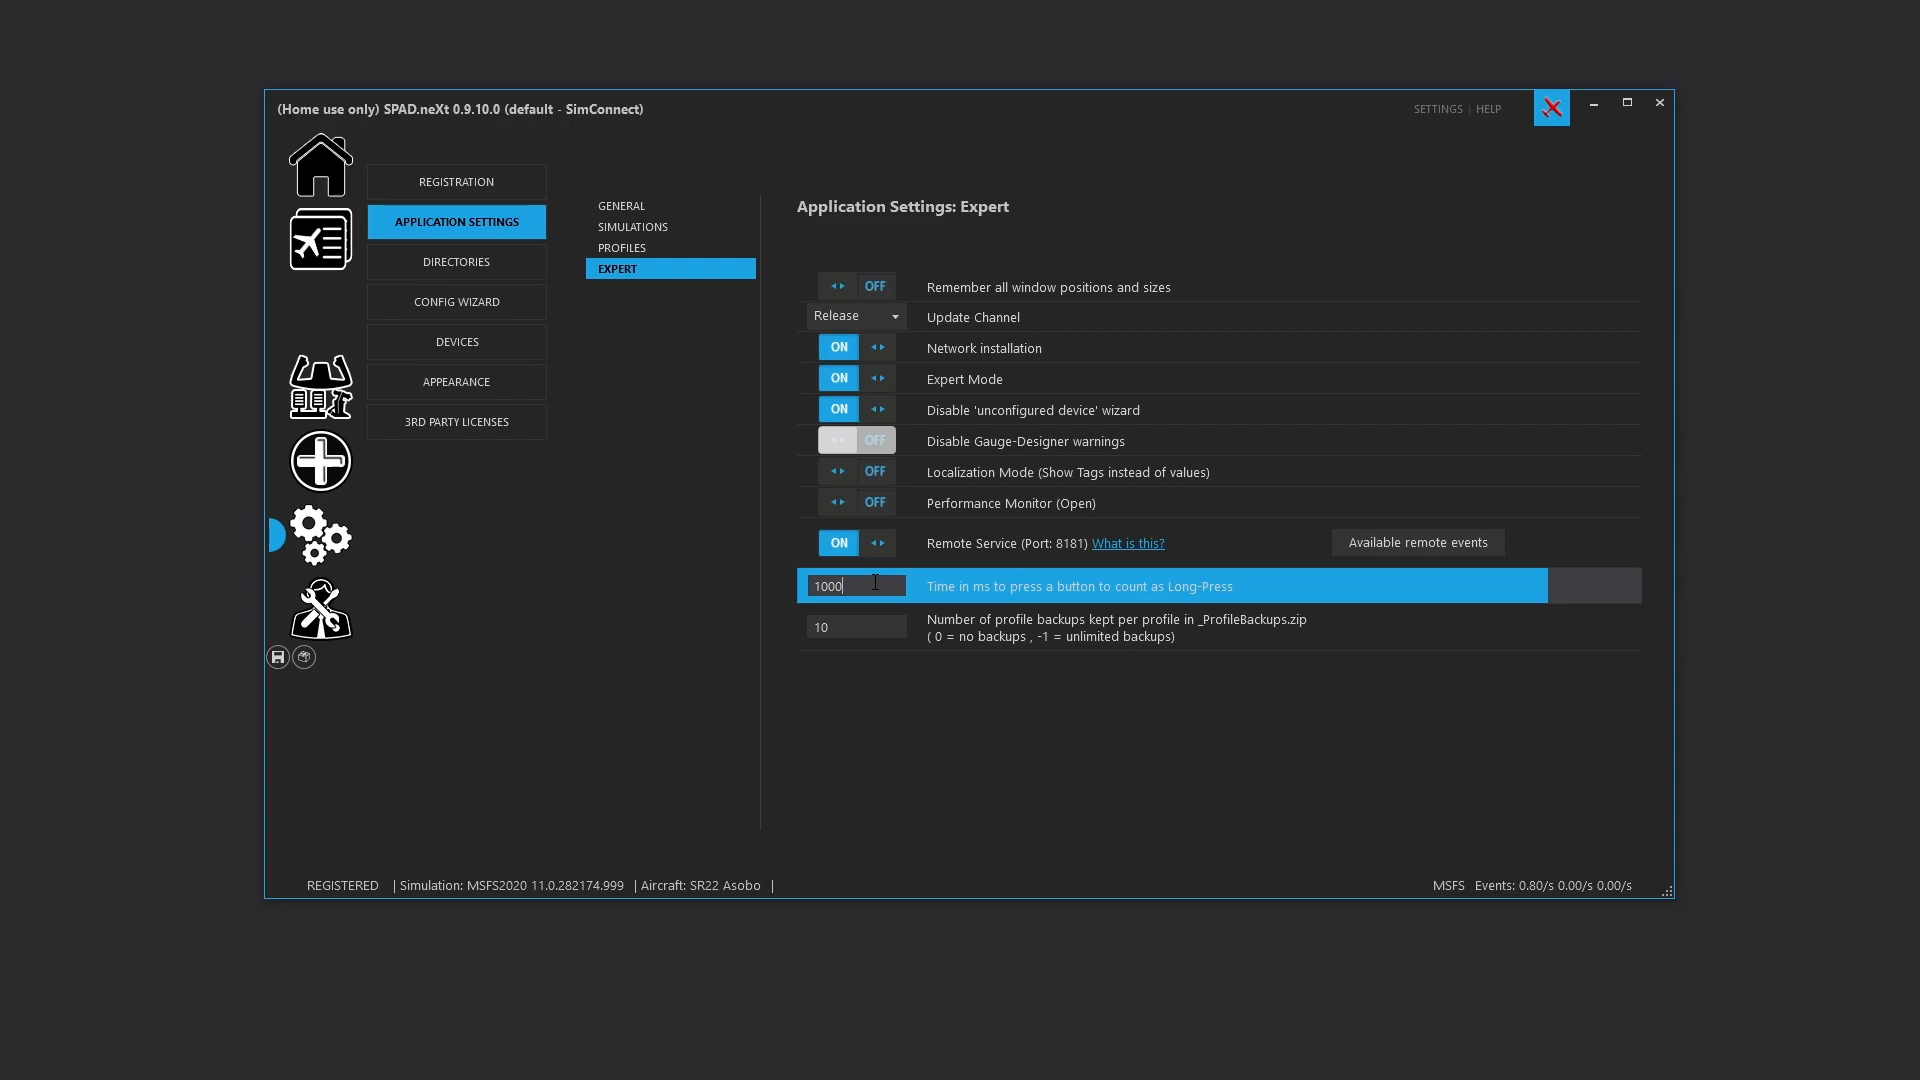 (Home use only) SPAD.neXt 0.9.10.0 (default - SimConnect)
SETTINGS | HELP
REGISTRATION
APPLICATION SETTINGS
DIRECTORIES
CONFIG WIZARD
DEVICES
APPEARANCE
3RD PARTY LICENSES
GENERAL
SIMULATIONS
PROFILES
EXPERT
Application Settings: Expert
OFF Remember all window positions and sizes
Release Update Channel
ON Network installation
ON Expert Mode
ON Disable 'unconfigured device' wizard
OFF Disable Gauge-Designer warnings
OFF Localization Mode (Show Tags instead of values)
OFF Performance Monitor (Open)
ON Remote Service (Port: 8181) What is this? Available remote events
1000 Time in ms to press a button to count as Long-Press
10 Number of profile backups kept per profile in _ProfileBackups.zip
( 0 = no backups , -1 = unlimited backups)
REGISTERED | Simulation: MSFS2020 11.0.282174.999 | Aircraft: SR22 Asobo |
MSFS Events: 0.80/s 0.00/s 0.00/s